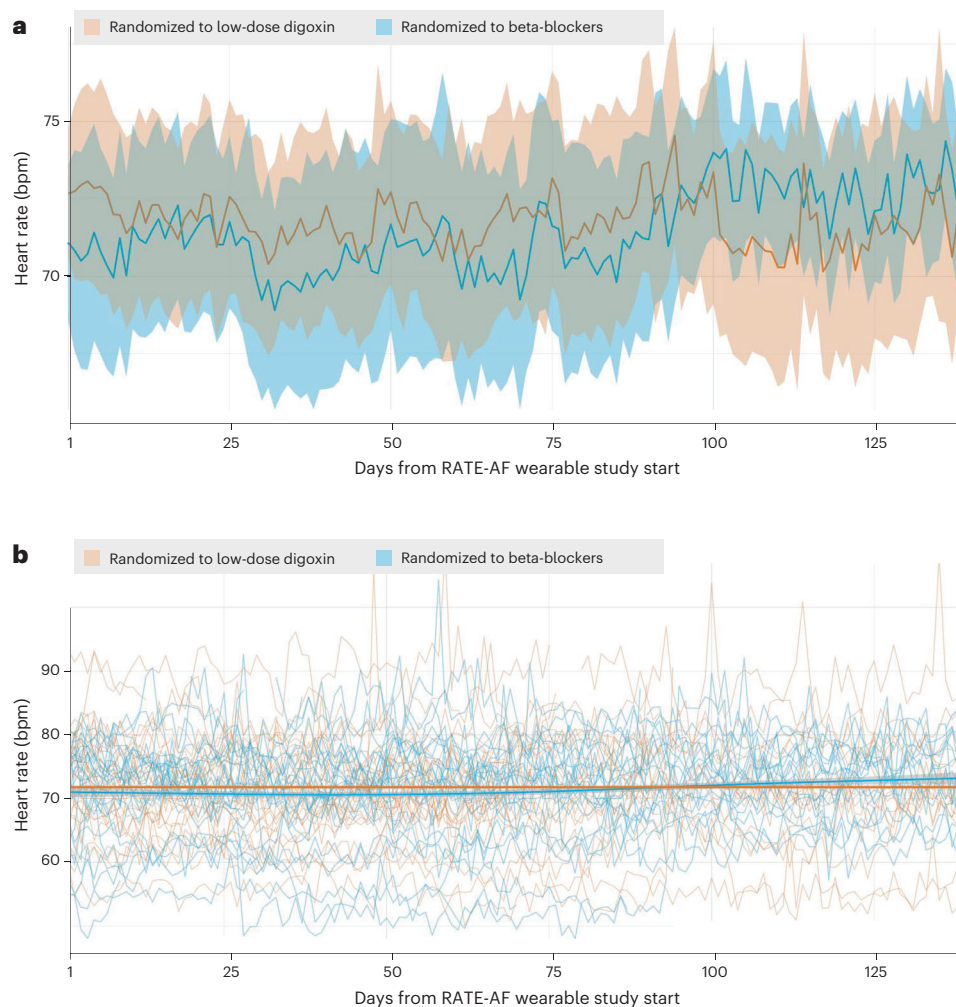 a
Randomized to low-dose digoxin Randomized to beta-blockers
75
70
Heart rate (bpm)
1 25 50 75 100 125
Days from RATE-AF wearable study start
b
Randomized to low-dose digoxin Randomized to beta-blockers
90
80
70
60
Heart rate (bpm)
1 25 50 75 100 125
Days from RATE-AF wearable study start